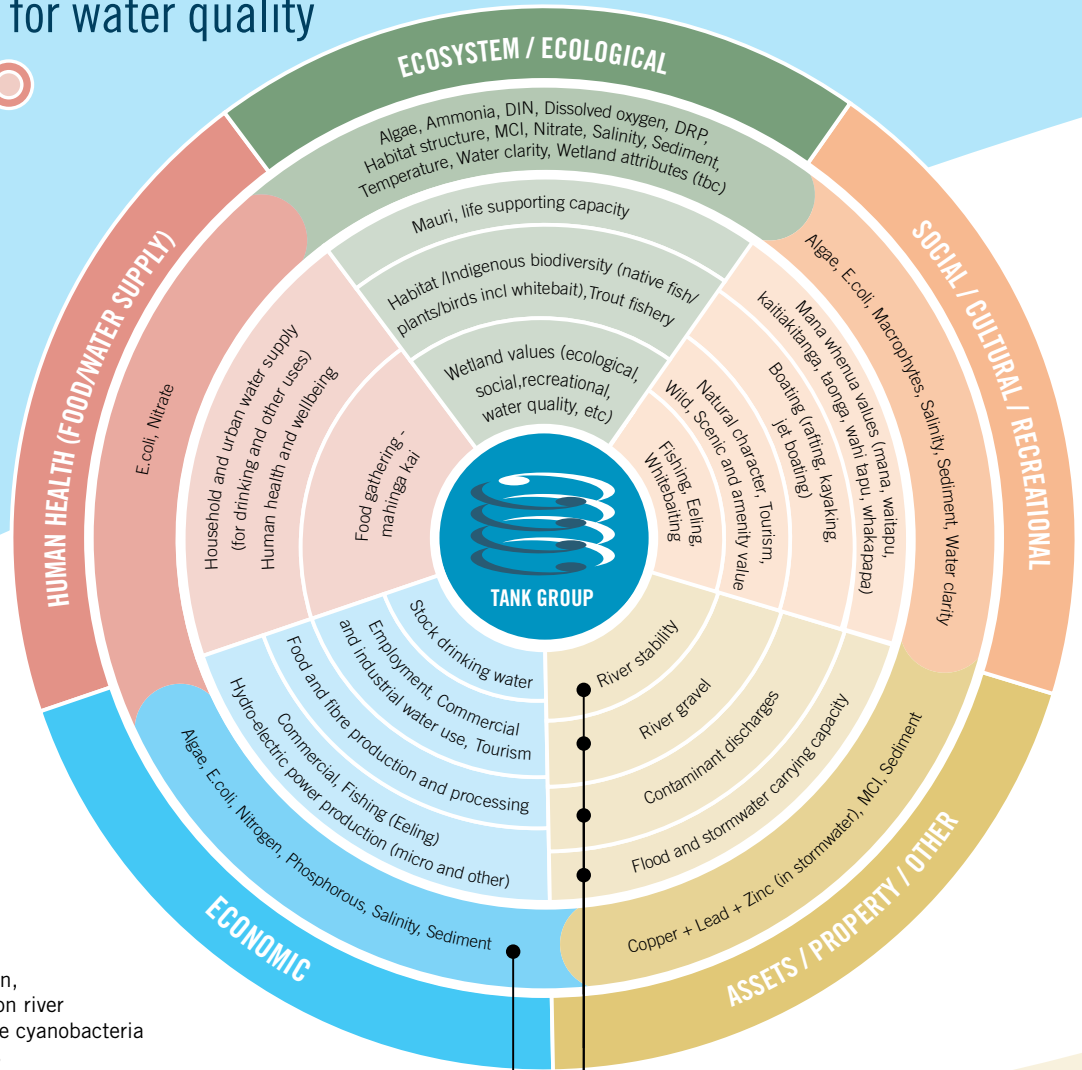 for water quality
ECOSYSTEM / ECOLOGICAL
Algae, Ammonia, DIN, Dissolved oxygen, DRP,
Habitat structure, MCI, Nitrate, Salinity, Sediment,
Temperature, Water clarity, Wetland attributes (tbc)
Mauri, life supporting capacity
Habitat /Indigenous biodiversity (native fish/
plants/birds incl whitebait), Trout fishery
Wetland values (ecological,
social,recreational,
water quality, etc)
SOCIAL / CULTURAL / RECREATIONAL
Algae, E.coli, Macrophytes, Salinity, Sediment, Water clarity
Mana whenua values (mana, waitapu,
kaitiakitanga, taonga, wahi tapu, whakapapa)
Boating (rafting, kayaking,
jet boating)
Natural character, Tourism,
Wild, Scenic and amenity value
Fishing, Eeling,
Whitebaiting
HUMAN HEALTH (FOOD/WATER SUPPLY)
E.coli, Nitrate
Household and urban water supply
(for drinking and other uses)
Human health and wellbeing
Food gathering -
mahinga kai
TANK GROUP
Stock drinking water
Employment, Commercial
and industrial water use, Tourism
Food and fibre production and processing
Commercial, Fishing (Eeling)
Hydro-electric power production (micro and other)
Algae, E.coli, Nitrogen, Phosphorous, Salinity, Sediment
ECONOMIC
River stability
River gravel
Contaminant discharges
Flood and stormwater carrying capacity
Copper + Lead + Zinc (in stormwater), MCI, Sediment
ASSETS / PROPERTY / OTHER
n,
on river
e cyanobacteria